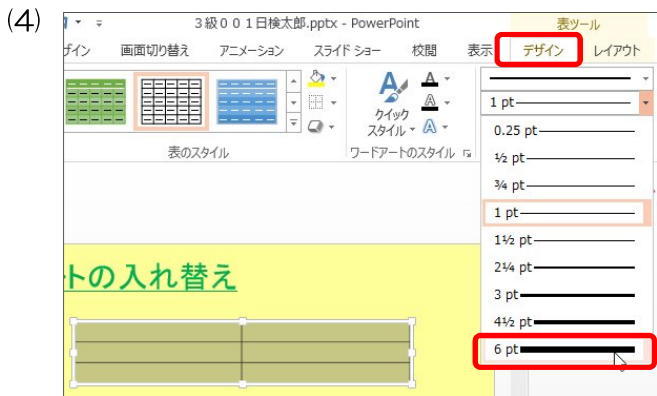 (4)
3級001日検太郎.pptx - PowerPoint
表ツール
ザイン 画面切り替え アニメーション スライド ショー 校閲 表示 デザイン レイアウト
1 pt
クイック
スタイル
表のスタイル
ワードアートのスタイル
0.25 pt
½ pt
¾ pt
1 pt
1½ pt
2¼ pt
3 pt
4½ pt
6 pt
ートの入れ替え